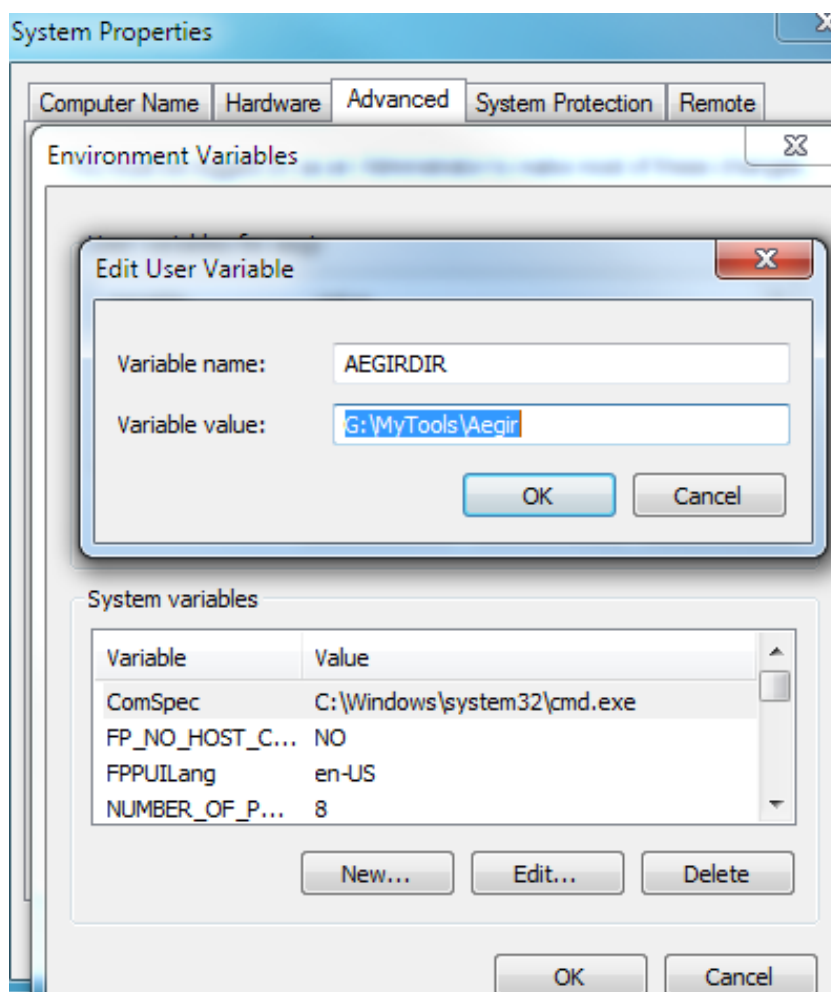 System Properties
Computer Name Hardware Advanced System Protection Remote
Environment Variables
Edit User Variable
Variable name: AEGIRDIR
Variable value: G:\MyTools\Aegir
OK Cancel
System variables
Variable Value
ComSpec C:\Windows\system32\cmd.exe
FP_NO_HOST_C... NO
FPPUILang en-US
NUMBER_OF_P... 8
New... Edit... Delete
OK Cancel